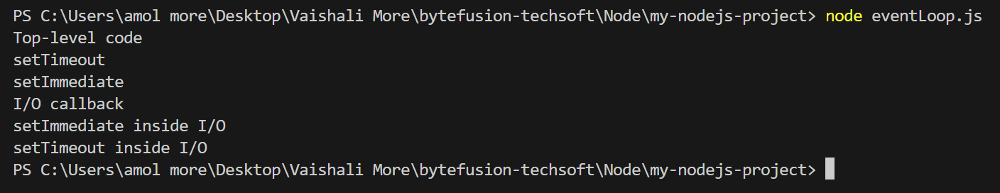 PS C:\Users\amol more\Desktop\Vaishali More\bytefusion-techsoft\Node\my-nodejs-project> node eventLoop.js
Top-level code
setTimeout
setImmediate
I/O callback
setImmediate inside I/O
setTimeout inside I/O
PS C:\Users\amol more\Desktop\Vaishali More\bytefusion-techsoft\Node\my-nodejs-project>